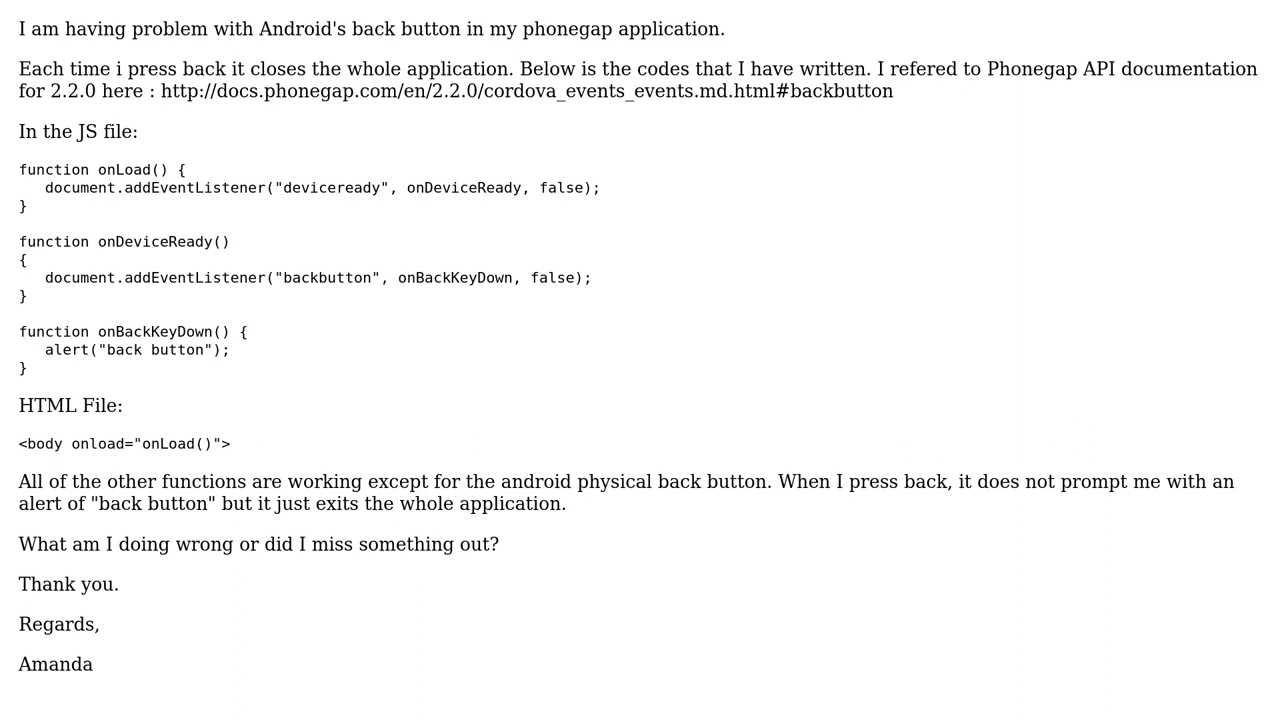 I am having problem with Android's back button in my phonegap application.
Each time i press back it closes the whole application. Below is the codes that I have written. I refered to Phonegap API documentation
for 2.2.0 here : http://docs.phonegap.com/en/2.2.0/cordova_events_events.md.html#backbutton
In the JS file:
function onLoad() {
   document.addEventListener("deviceready", onDeviceReady, false);
}
function onDeviceReady()
{
   document.addEventListener("backbutton", onBackKeyDown, false);
}
function onBackKeyDown() {
   alert("back button");
}
HTML File:
<body onload="onLoad()">
All of the other functions are working except for the android physical back button. When I press back, it does not prompt me with an
alert of "back button" but it just exits the whole application.
What am I doing wrong or did I miss something out?
Thank you.
Regards,
Amanda